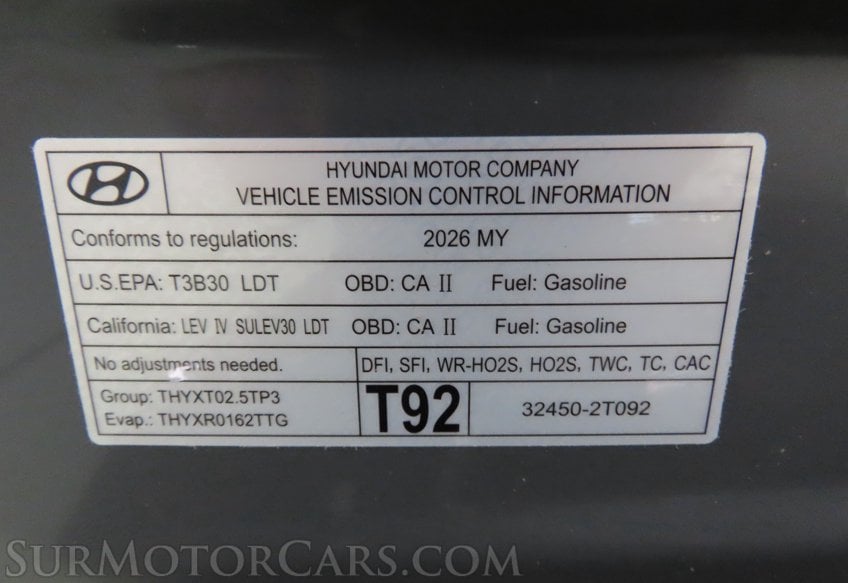 HYUNDAI MOTOR COMPANY
VEHICLE EMISSION CONTROL INFORMATION
Conforms to regulations: 2026 MY
U.S.EPA: T3B30 LDT OBD: CA II Fuel: Gasoline
California: LEV IV SULEV30 LDT OBD: CA II Fuel: Gasoline
No adjustments needed. DFI, SFI, WR-HO2S, HO2S, TWC, TC, CAC
Group: THYXT02.5TP3
Evap.: THYXR0162TTG
T92
32450-2T092
SurMotorCars.com